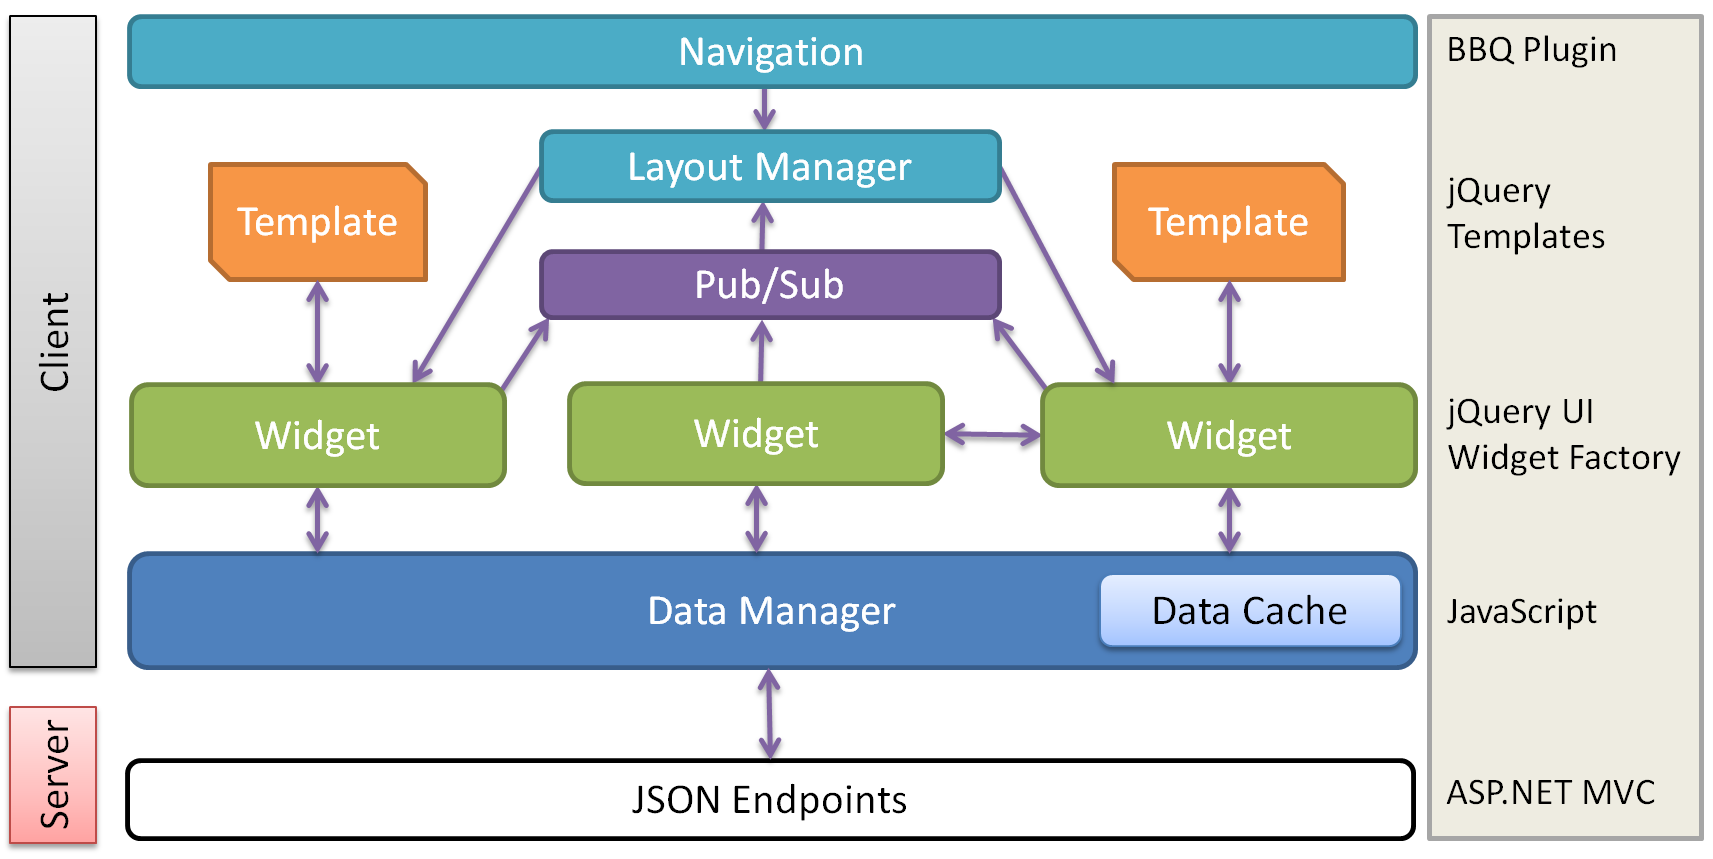 Client
Server
Navigation
Layout Manager
Template
Template
Pub/Sub
Widget
Widget
Widget
Data Manager
Data Cache
JSON Endpoints
BBQ Plugin
jQuery
Templates
jQuery UI
Widget Factory
JavaScript
ASP.NET MVC